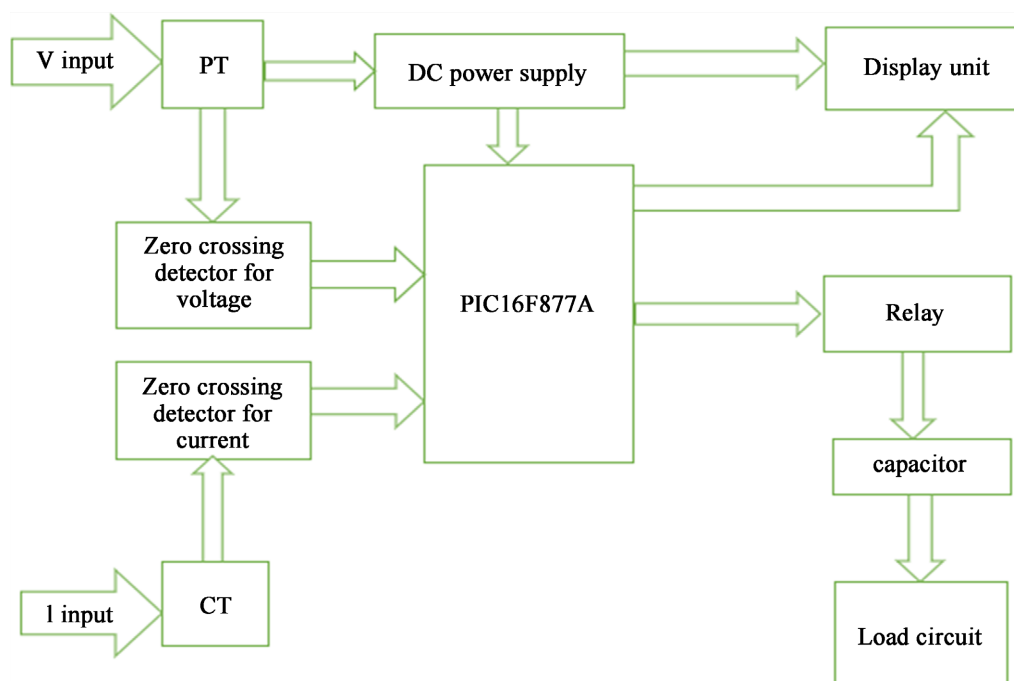 V input
PT
DC power supply
Display unit
Zero crossing
detector for
voltage
PIC16F877A
Relay
Zero crossing
detector for
current
capacitor
l input
CT
Load circuit